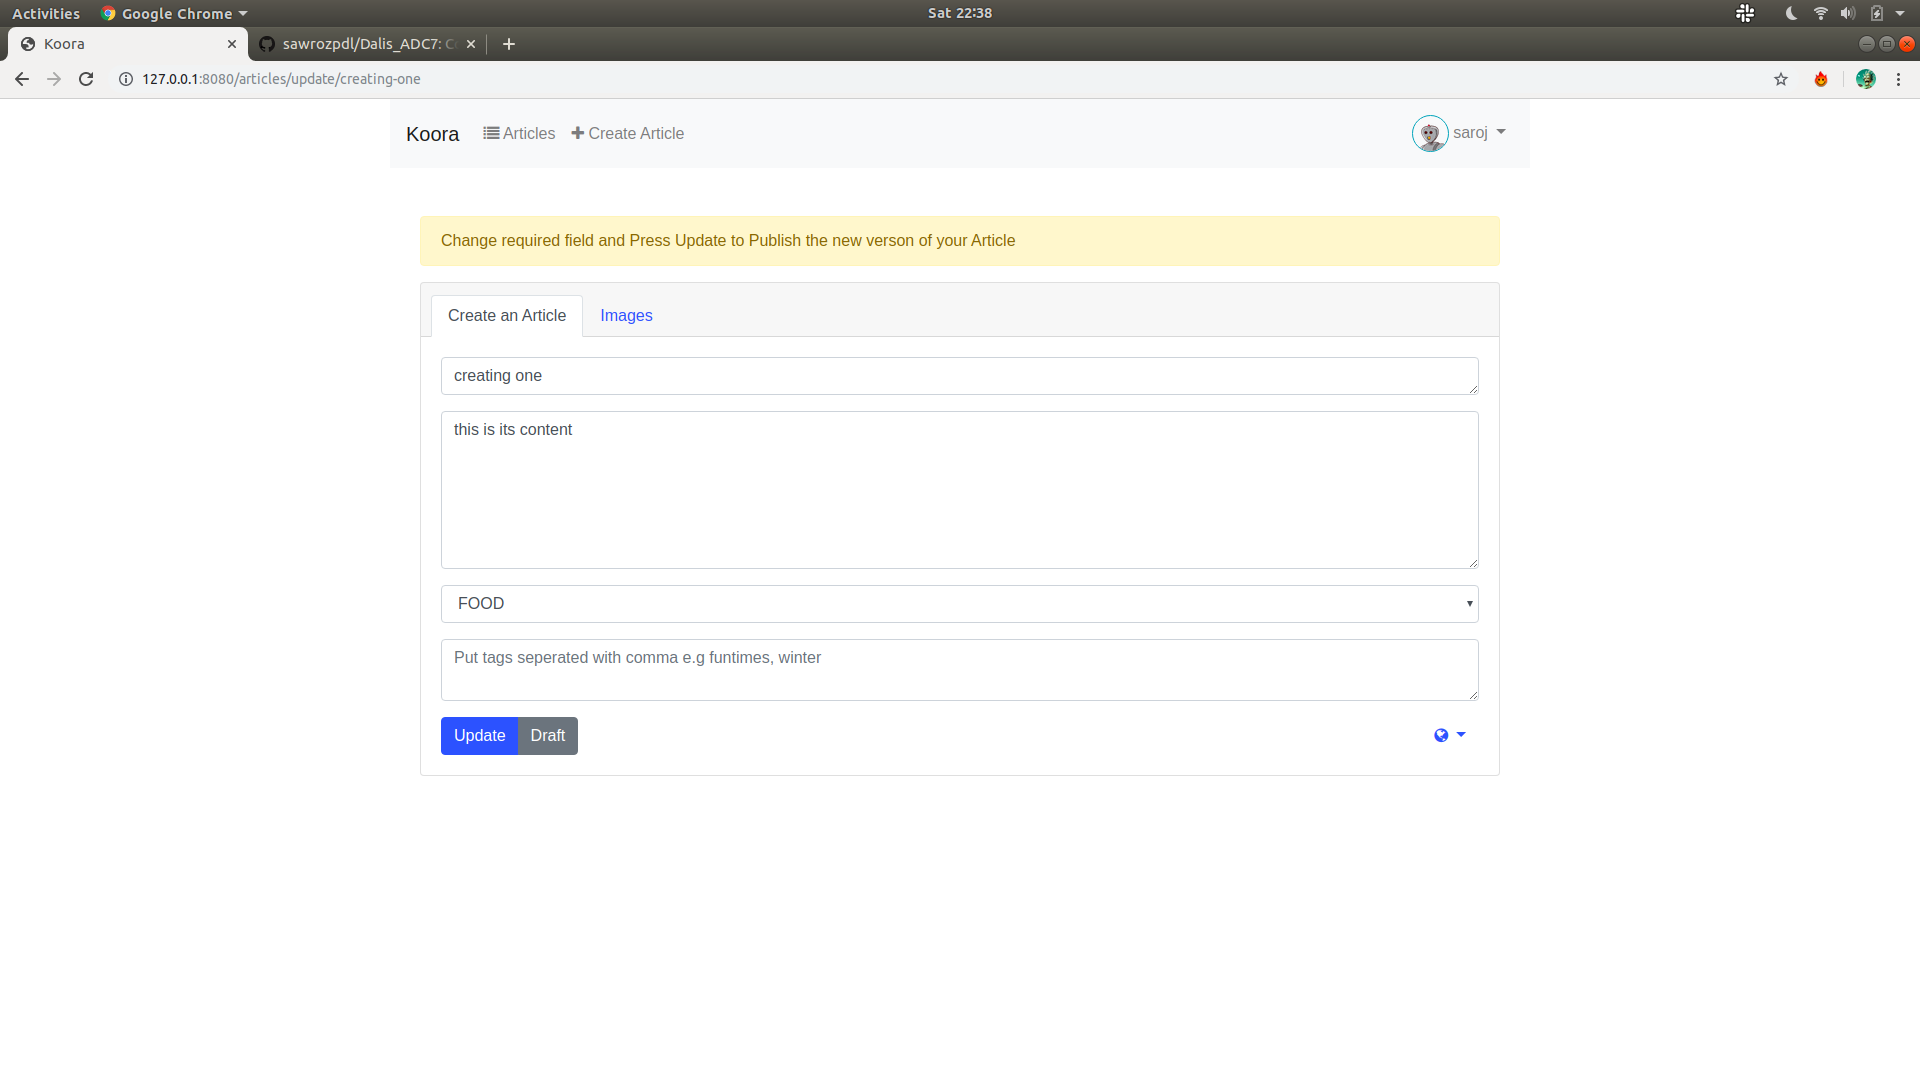 Activities Google Chrome Sat 22:38
Koora sawrozpdl/Dalis_ADC7: C
127.0.0.1:8080/articles/update/creating-one
Koora Articles Create Article saroj
Change required field and Press Update to Publish the new verson of your Article
Create an Article Images
creating one
this is its content
FOOD
Put tags seperated with comma e.g funtimes, winter
Update Draft